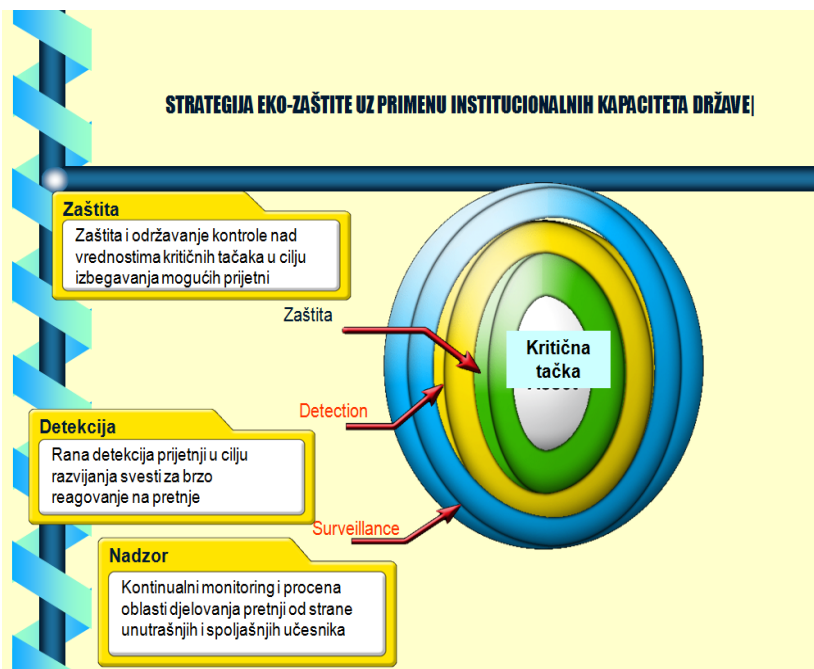 STRATEGIJA EKO-ZAŠTITE UZ PRIMENU INSTITUCIONALNIH KAPACITETA DRŽAVE
Zaštita
Zaštita i održavanje kontrole nad
vrednostima kritičnih tačaka u cilju
izbegavanja mogućih prijetni
Zaštita
Kritična
tačka
Detection
Detekcija
Rana detekcija prijetnji u cilju
razvijanja svesti za brzo
reagovanje na pretnje
Surveillance
Nadzor
Kontinualni monitoring i procena
oblasti djelovanja pretnji od strane
unutrašnjih i spoljašnjih učesnika